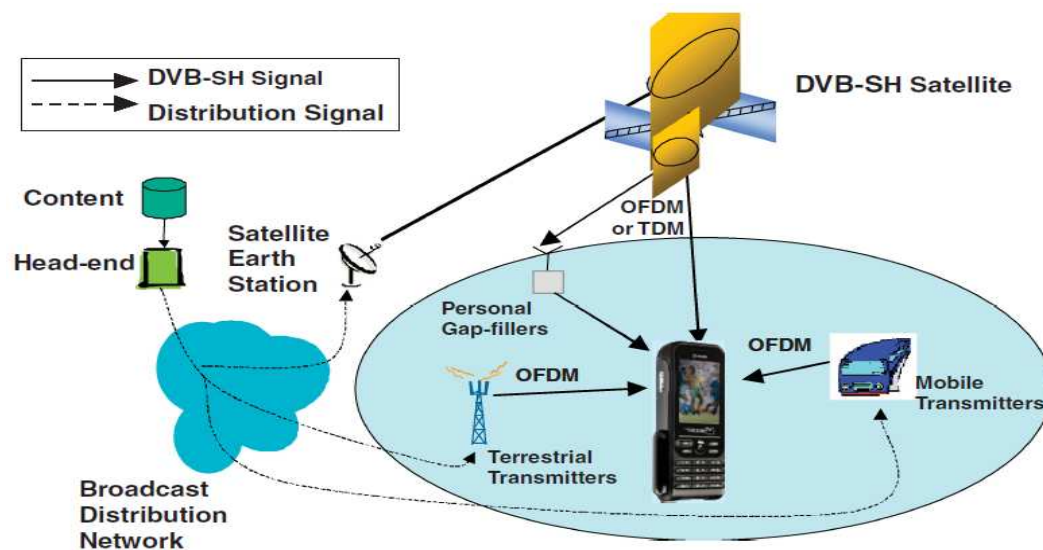 DVB-SH Signal
Distribution Signal
DVB-SH Satellite
Content
Head-end
Satellite
Earth
Station
OFDM
or TDM
Personal
Gap-fillers
OFDM
OFDM
Mobile
Transmitters
Terrestrial
Transmitters
Broadcast
Distribution
Network